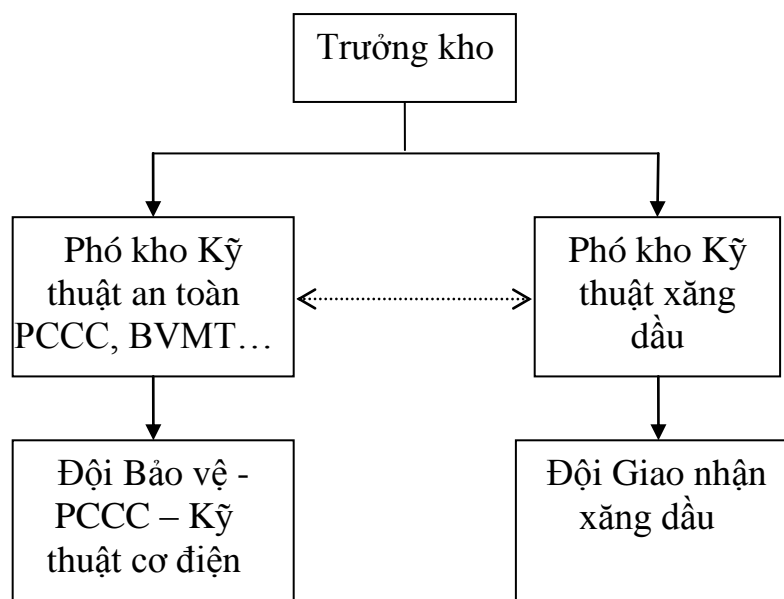 Trưởng kho
Phó kho Kỹ
thuật an toàn
PCCC, BVMT…
Phó kho Kỹ
thuật xăng
dầu
Đội Bảo vệ -
PCCC – Kỹ
thuật cơ điện
Đội Giao nhận
xăng dầu